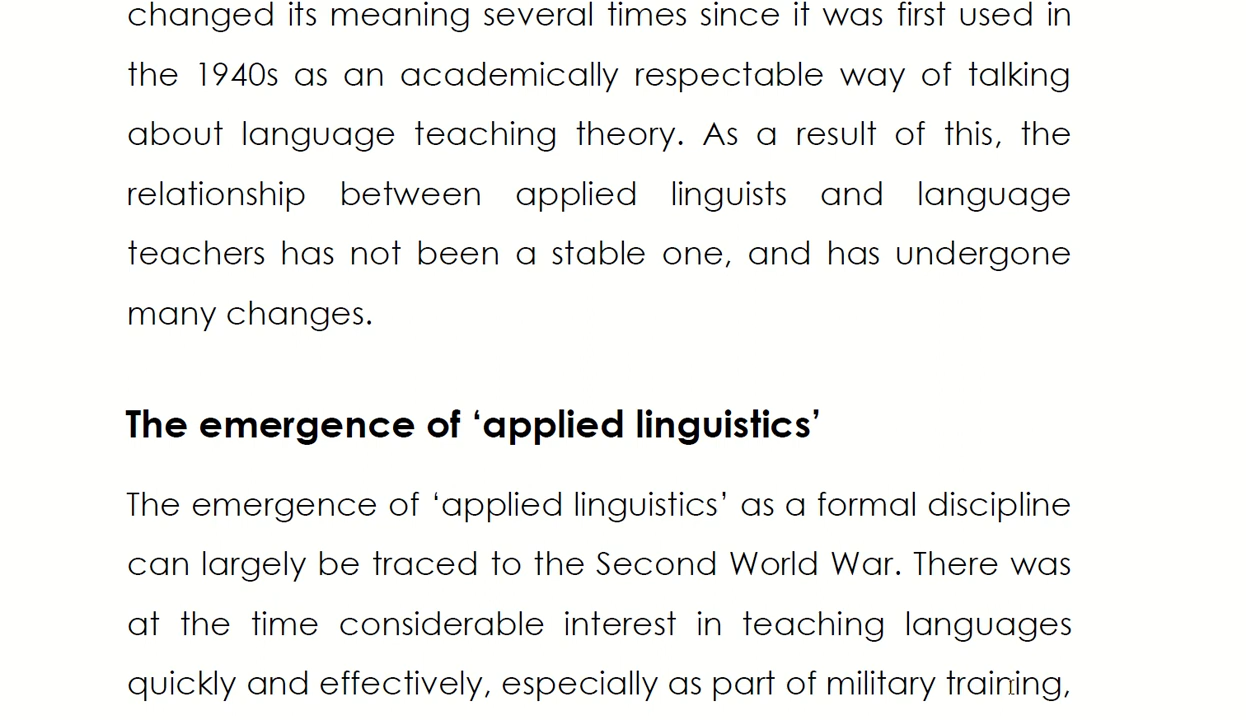 changed its meaning several times since it was first used in
the 1940s as an academically respectable way of talking
about language teaching theory. As a result of this, the
relationship between applied linguists and language
teachers has not been a stable one, and has undergone
many changes.
The emergence of ‘applied linguistics’
The emergence of ‘applied linguistics’ as a formal discipline
can largely be traced to the Second World War. There was
at the time considerable interest in teaching languages
quickly and effectively, especially as part of military training,